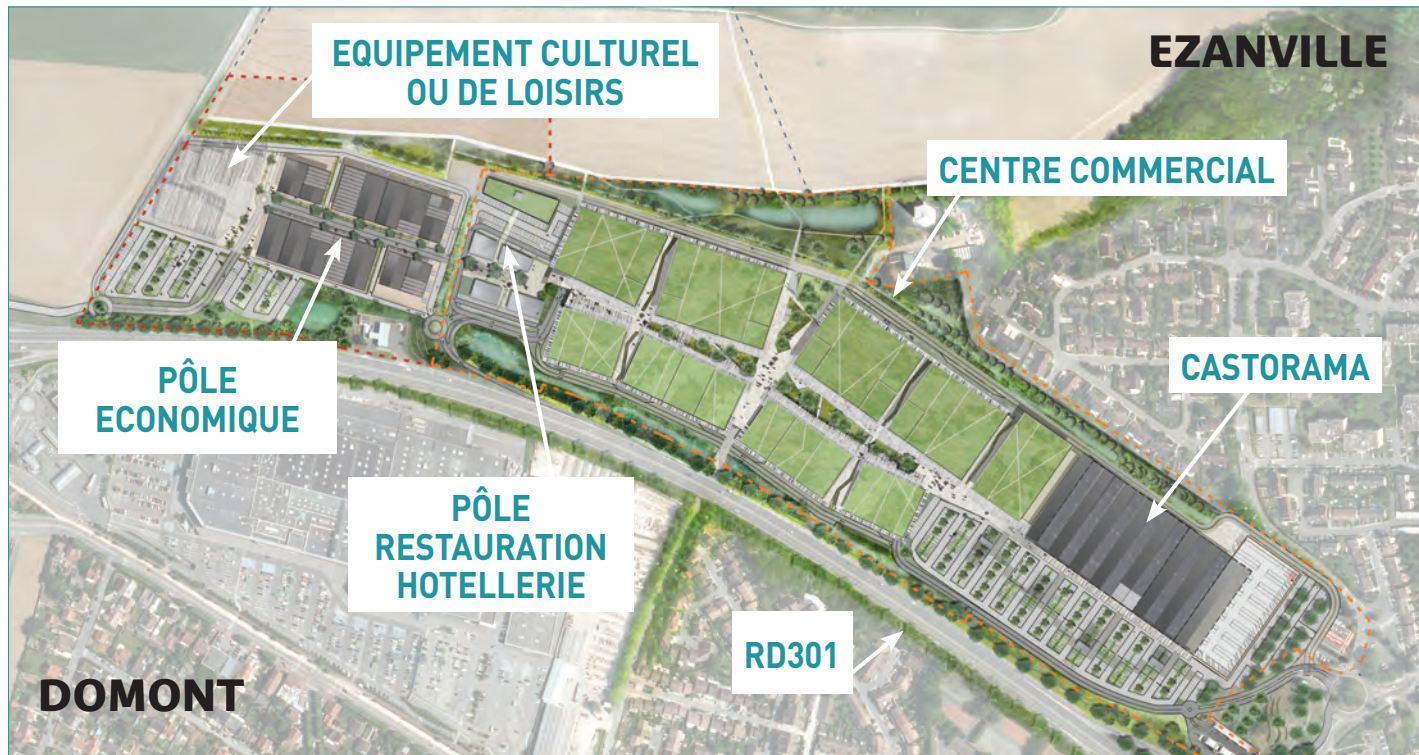 EQUIPEMENT CULTUREL
OU DE LOISIRS
EZANVILLE
CENTRE COMMERCIAL
CASTORAMA
PÔLE
ECONOMIQUE
PÔLE
RESTAURATION
HOTELLERIE
RD301
DOMONT